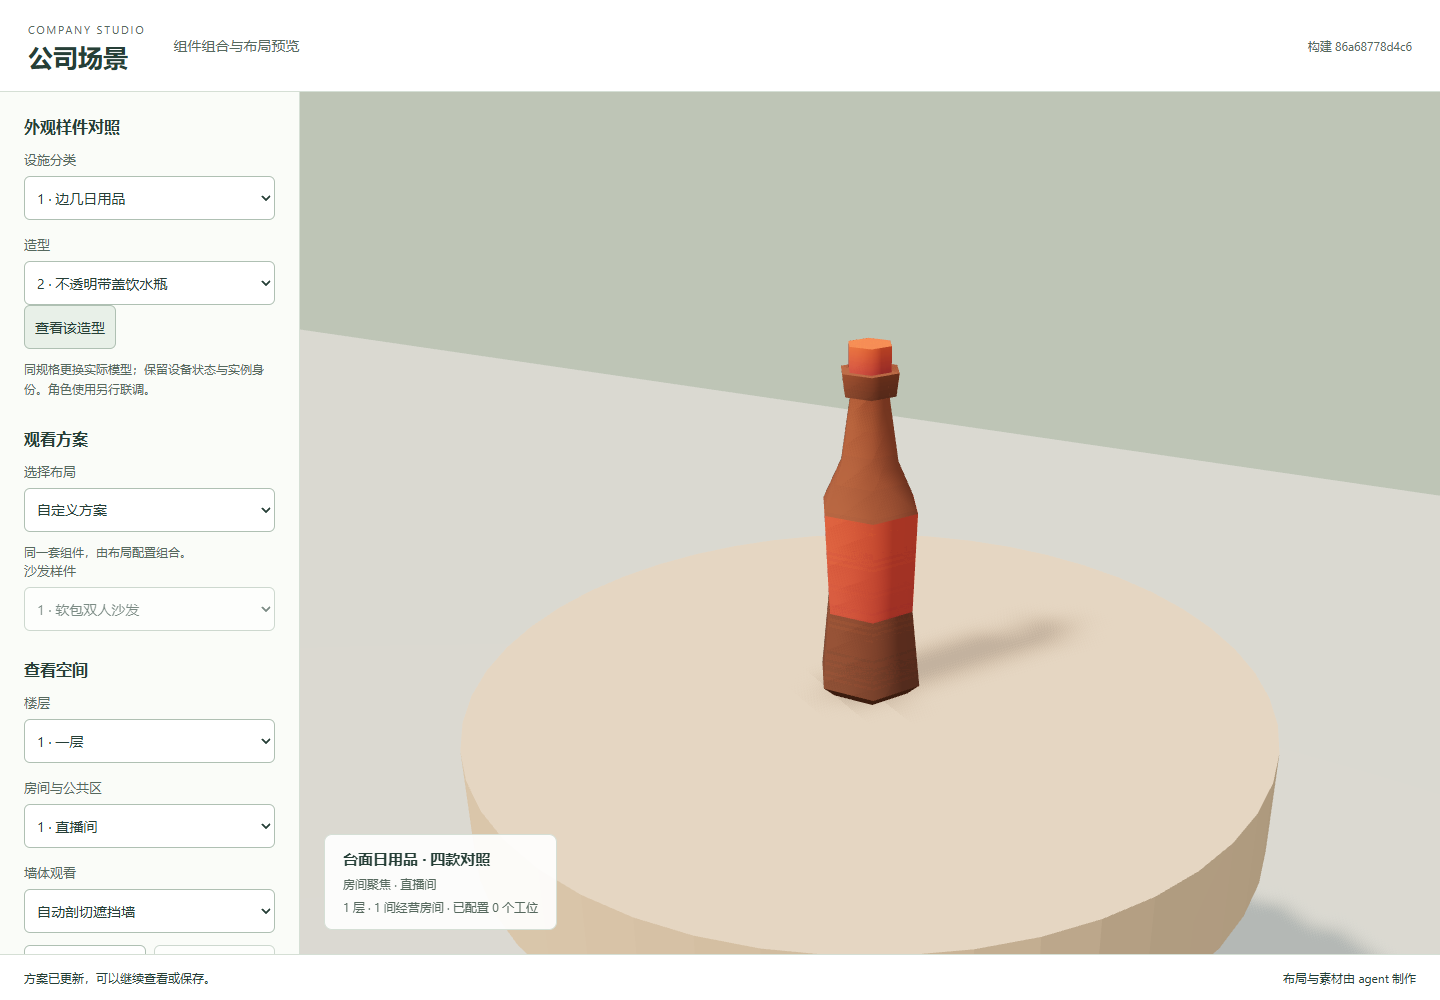 COMPANY STUDIO
公司场景
组件组合与布局预览
构建 86a68778d4c6
外观样件对照
设施分类
1 · 边几日用品
造型
2 · 不透明带盖饮水瓶
查看该造型
同规格更换实际模型；保留设备状态与实例身
份。角色使用另行联调。
观看方案
选择布局
自定义方案
同一套组件，由布局配置组合。
沙发样件
1 · 软包双人沙发
查看空间
楼层
1 · 一层
房间与公共区
1 · 直播间
墙体观看
自动剖切遮挡墙
台面日用品 · 四款对照
房间聚焦 · 直播间
1 层 · 1 间经营房间 · 已配置 0 个工位
方案已更新，可以继续查看或保存。
布局与素材由 agent 制作